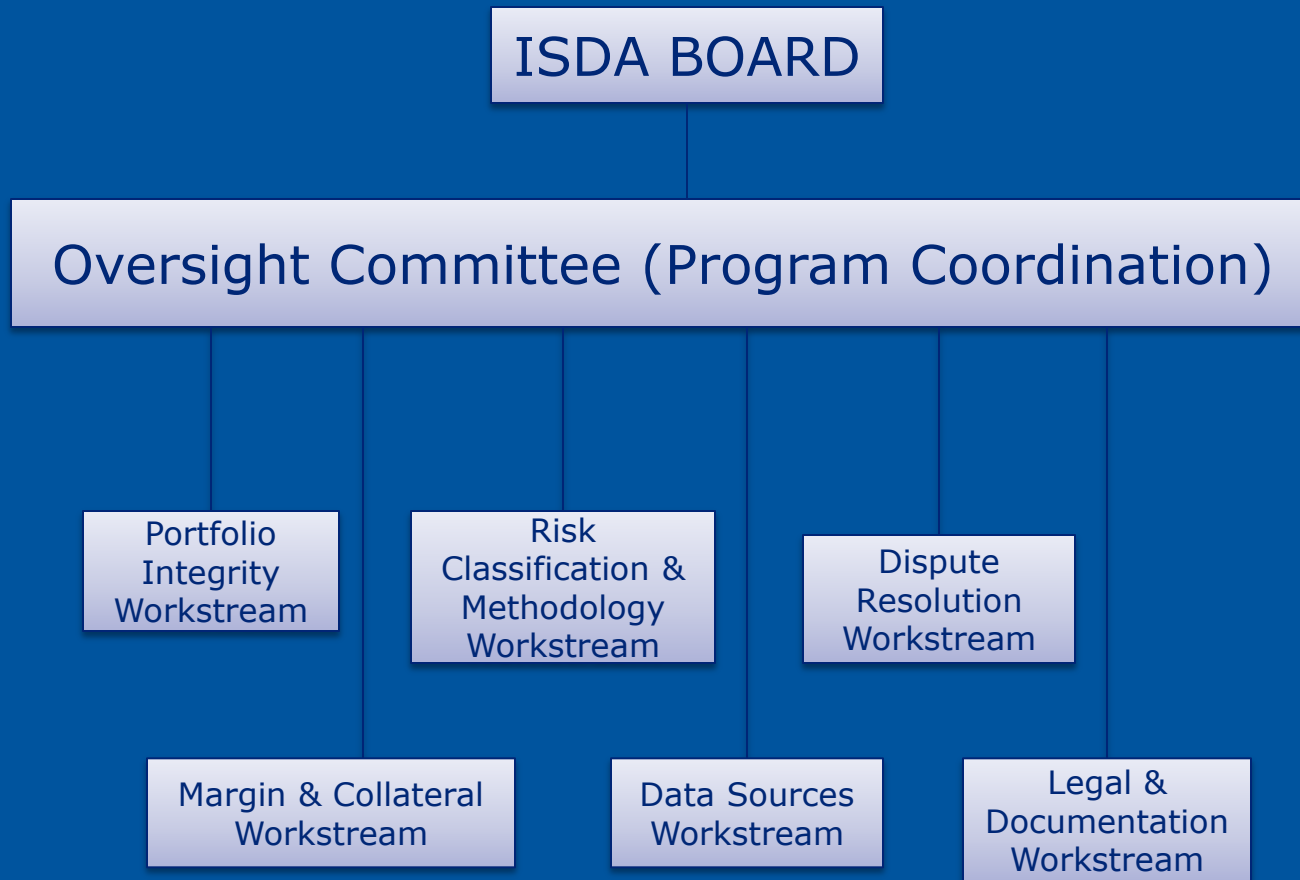 ISDA BOARD
Oversight Committee (Program Coordination)
Portfolio
Integrity
Workstream
Risk
Classification &
Methodology
Workstream
Dispute
Resolution
Workstream
Margin & Collateral
Workstream
Data Sources
Workstream
Legal &
Documentation
Workstream